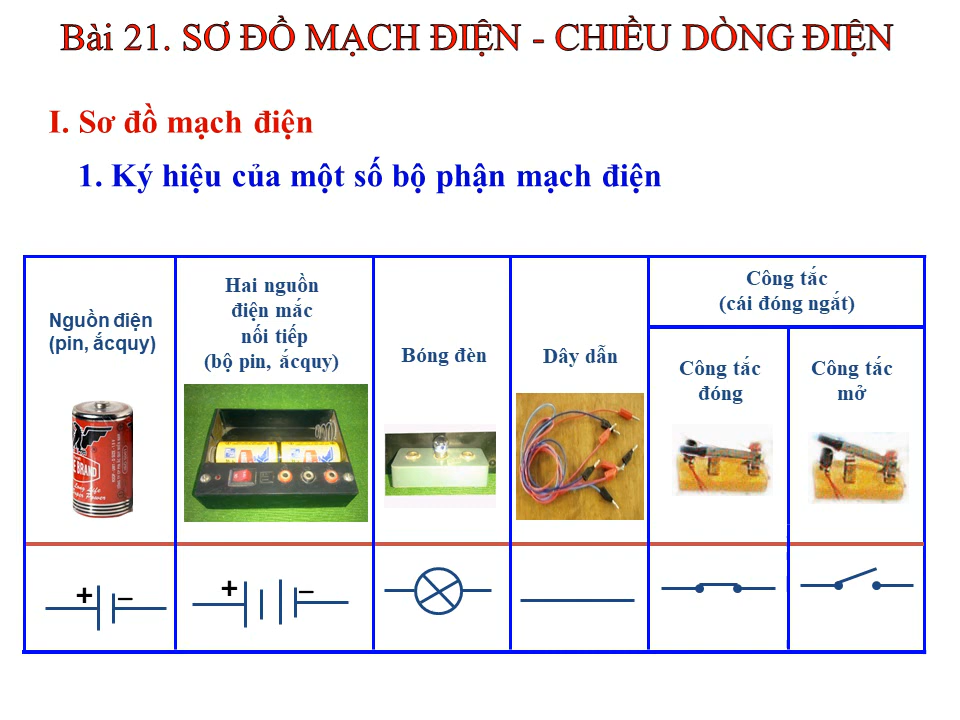 Bài 21. SƠ ĐỒ MẠCH ĐIỆN - CHIỀU DÒNG ĐIỆN
I. Sơ đồ mạch điện
1. Ký hiệu của một số bộ phận mạch điện
Nguồn điện
(pin, ắcquy)
Hai nguồn
điện mắc
nối tiếp
(bộ pin, ắcquy)
Bóng đèn
Dây dẫn
Công tắc
(cái đóng ngắt)
Công tắc
đóng
Công tắc
mở
BRAND
+ –
+ –